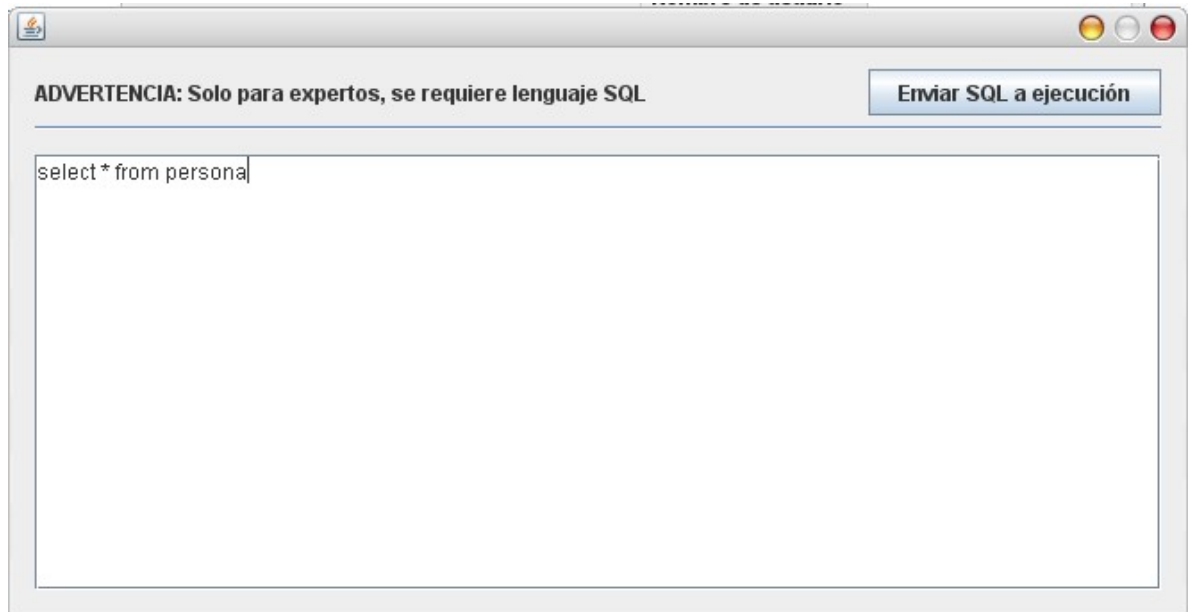 ADVERTENCIA: Solo para expertos, se requiere lenguaje SQL
Enviar SQL a ejecución
select * from persona